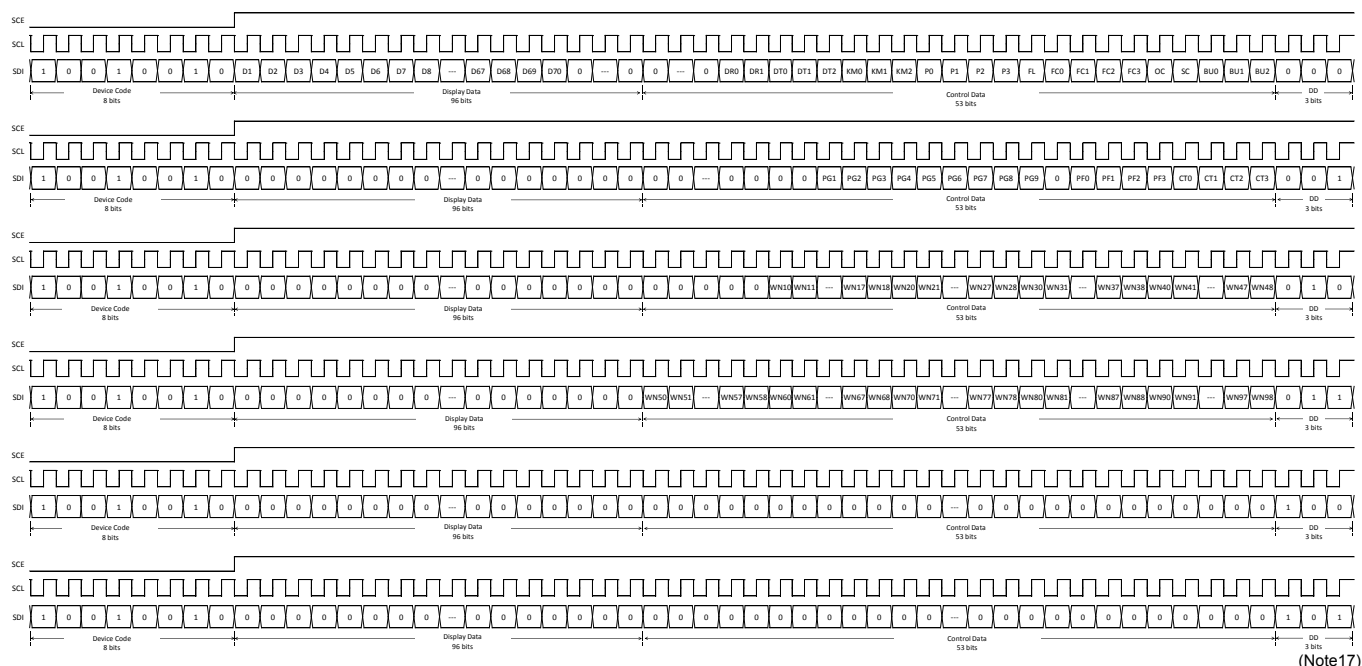 SCE
SCL
SDI 1 0 0 1 0 0 1 0 D1 D2 D3 D4 D5 D6 D7 D8 --- D67 D68 D69 D70 0 --- 0 0 --- 0 DR0 DR1 DT0 DT1 DT2 KM0 KM1 KM2 P0 P1 P2 P3 FL FC0 FC1 FC2 FC3 OC SC BU0 BU1 BU2 0 0 0
Device Code Display Data Control Data DD
8 bits 96 bits 53 bits 3 bits
SCE
SCL
SDI 1 0 0 1 0 0 1 0 0 0 0 0 0 0 0 0 --- 0 0 0 0 0 0 0 0 0 --- 0 0 0 0 PG1 PG2 PG3 PG4 PG5 PG6 PG7 PG8 PG9 0 PF0 PF1 PF2 PF3 CT0 CT1 CT2 CT3 0 0 1
Device Code Display Data Control Data DD
8 bits 96 bits 53 bits 3 bits
SCE
SCL
SDI 1 0 0 1 0 0 1 0 0 0 0 0 0 0 0 0 --- 0 0 0 0 0 0 0 0 0 0 0 0 WN10 WN11 --- WN17 WN18 WN20 WN21 --- WN27 WN28 WN30 WN31 --- WN37 WN38 WN40 WN41 --- WN47 WN48 0 1 0
Device Code Display Data Control Data DD
8 bits 96 bits 53 bits 3 bits
SCE
SCL
SDI 1 0 0 1 0 0 1 0 0 0 0 0 0 0 0 0 --- 0 0 0 0 0 0 0 WN50 WN51 --- WN57 WN58 WN60 WN61 --- WN67 WN68 WN70 WN71 --- WN77 WN78 WN80 WN81 --- WN87 WN88 WN90 WN91 --- WN97 WN98 0 1 1
Device Code Display Data Control Data DD
8 bits 96 bits 53 bits 3 bits
SCE
SCL
SDI 1 0 0 1 0 0 1 0 0 0 0 0 0 0 0 0 --- 0 0 0 0 0 0 0 0 0 0 0 0 0 0 0 0 0 0 0 0 --- 0 0 0 0 0 0 0 0 0 0 0 0 1 0 0
Device Code Display Data Control Data DD
8 bits 96 bits 53 bits 3 bits
SCE
SCL
SDI 1 0 0 1 0 0 1 0 0 0 0 0 0 0 0 0 --- 0 0 0 0 0 0 0 0 0 0 0 0 0 0 0 0 0 0 0 0 --- 0 0 0 0 0 0 0 0 0 0 0 0 1 0 1
Device Code Display Data Control Data DD
8 bits 96 bits 53 bits 3 bits
(Note17)